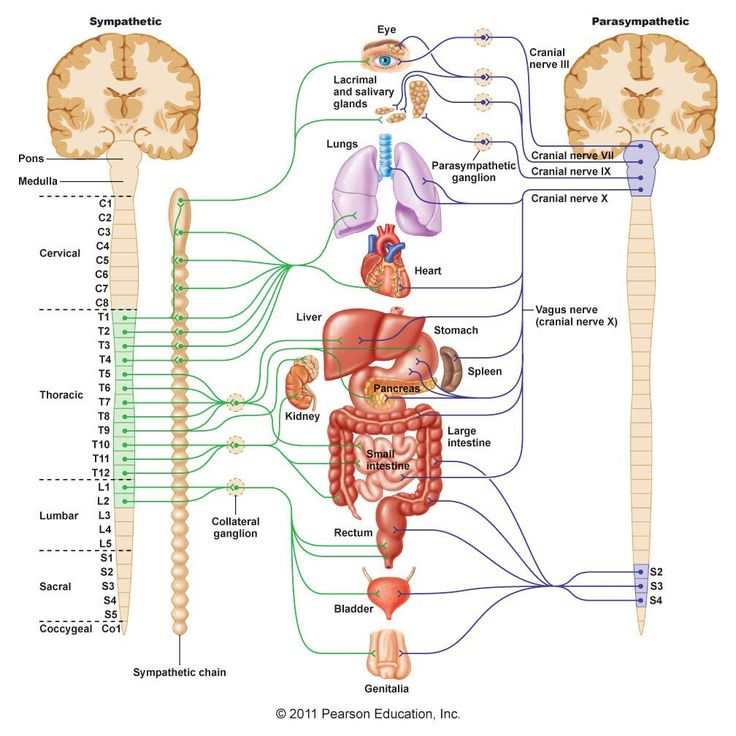 Sympathetic
Parasympathetic
Eye
Cranial
nerve III
Lacrimal
and salivary
glands
Lungs
Parasympathetic
ganglion
Cranial nerve VII
Cranial nerve IX
Cranial nerve X
Pons
Medulla
C1
C2
C3
C4
Cervical
C5
C6
C7
C8
Heart
T1
T2
T3
T4
T5
T6
Thoracic
T7
T8
T9
T10
T11
T12
Liver
Stomach
Vagus nerve
(cranial nerve X)
Spleen
Pancreas
Kidney
Large
intestine
Small
intestine
L1
L2
Lumbar
L3
L4
L5
Collateral
ganglion
Rectum
S1
S2
Sacral
S3
S4
S5
Coccygeal Co1
S2
S3
S4
Bladder
Sympathetic chain
Genitalia
© 2011 Pearson Education, Inc.